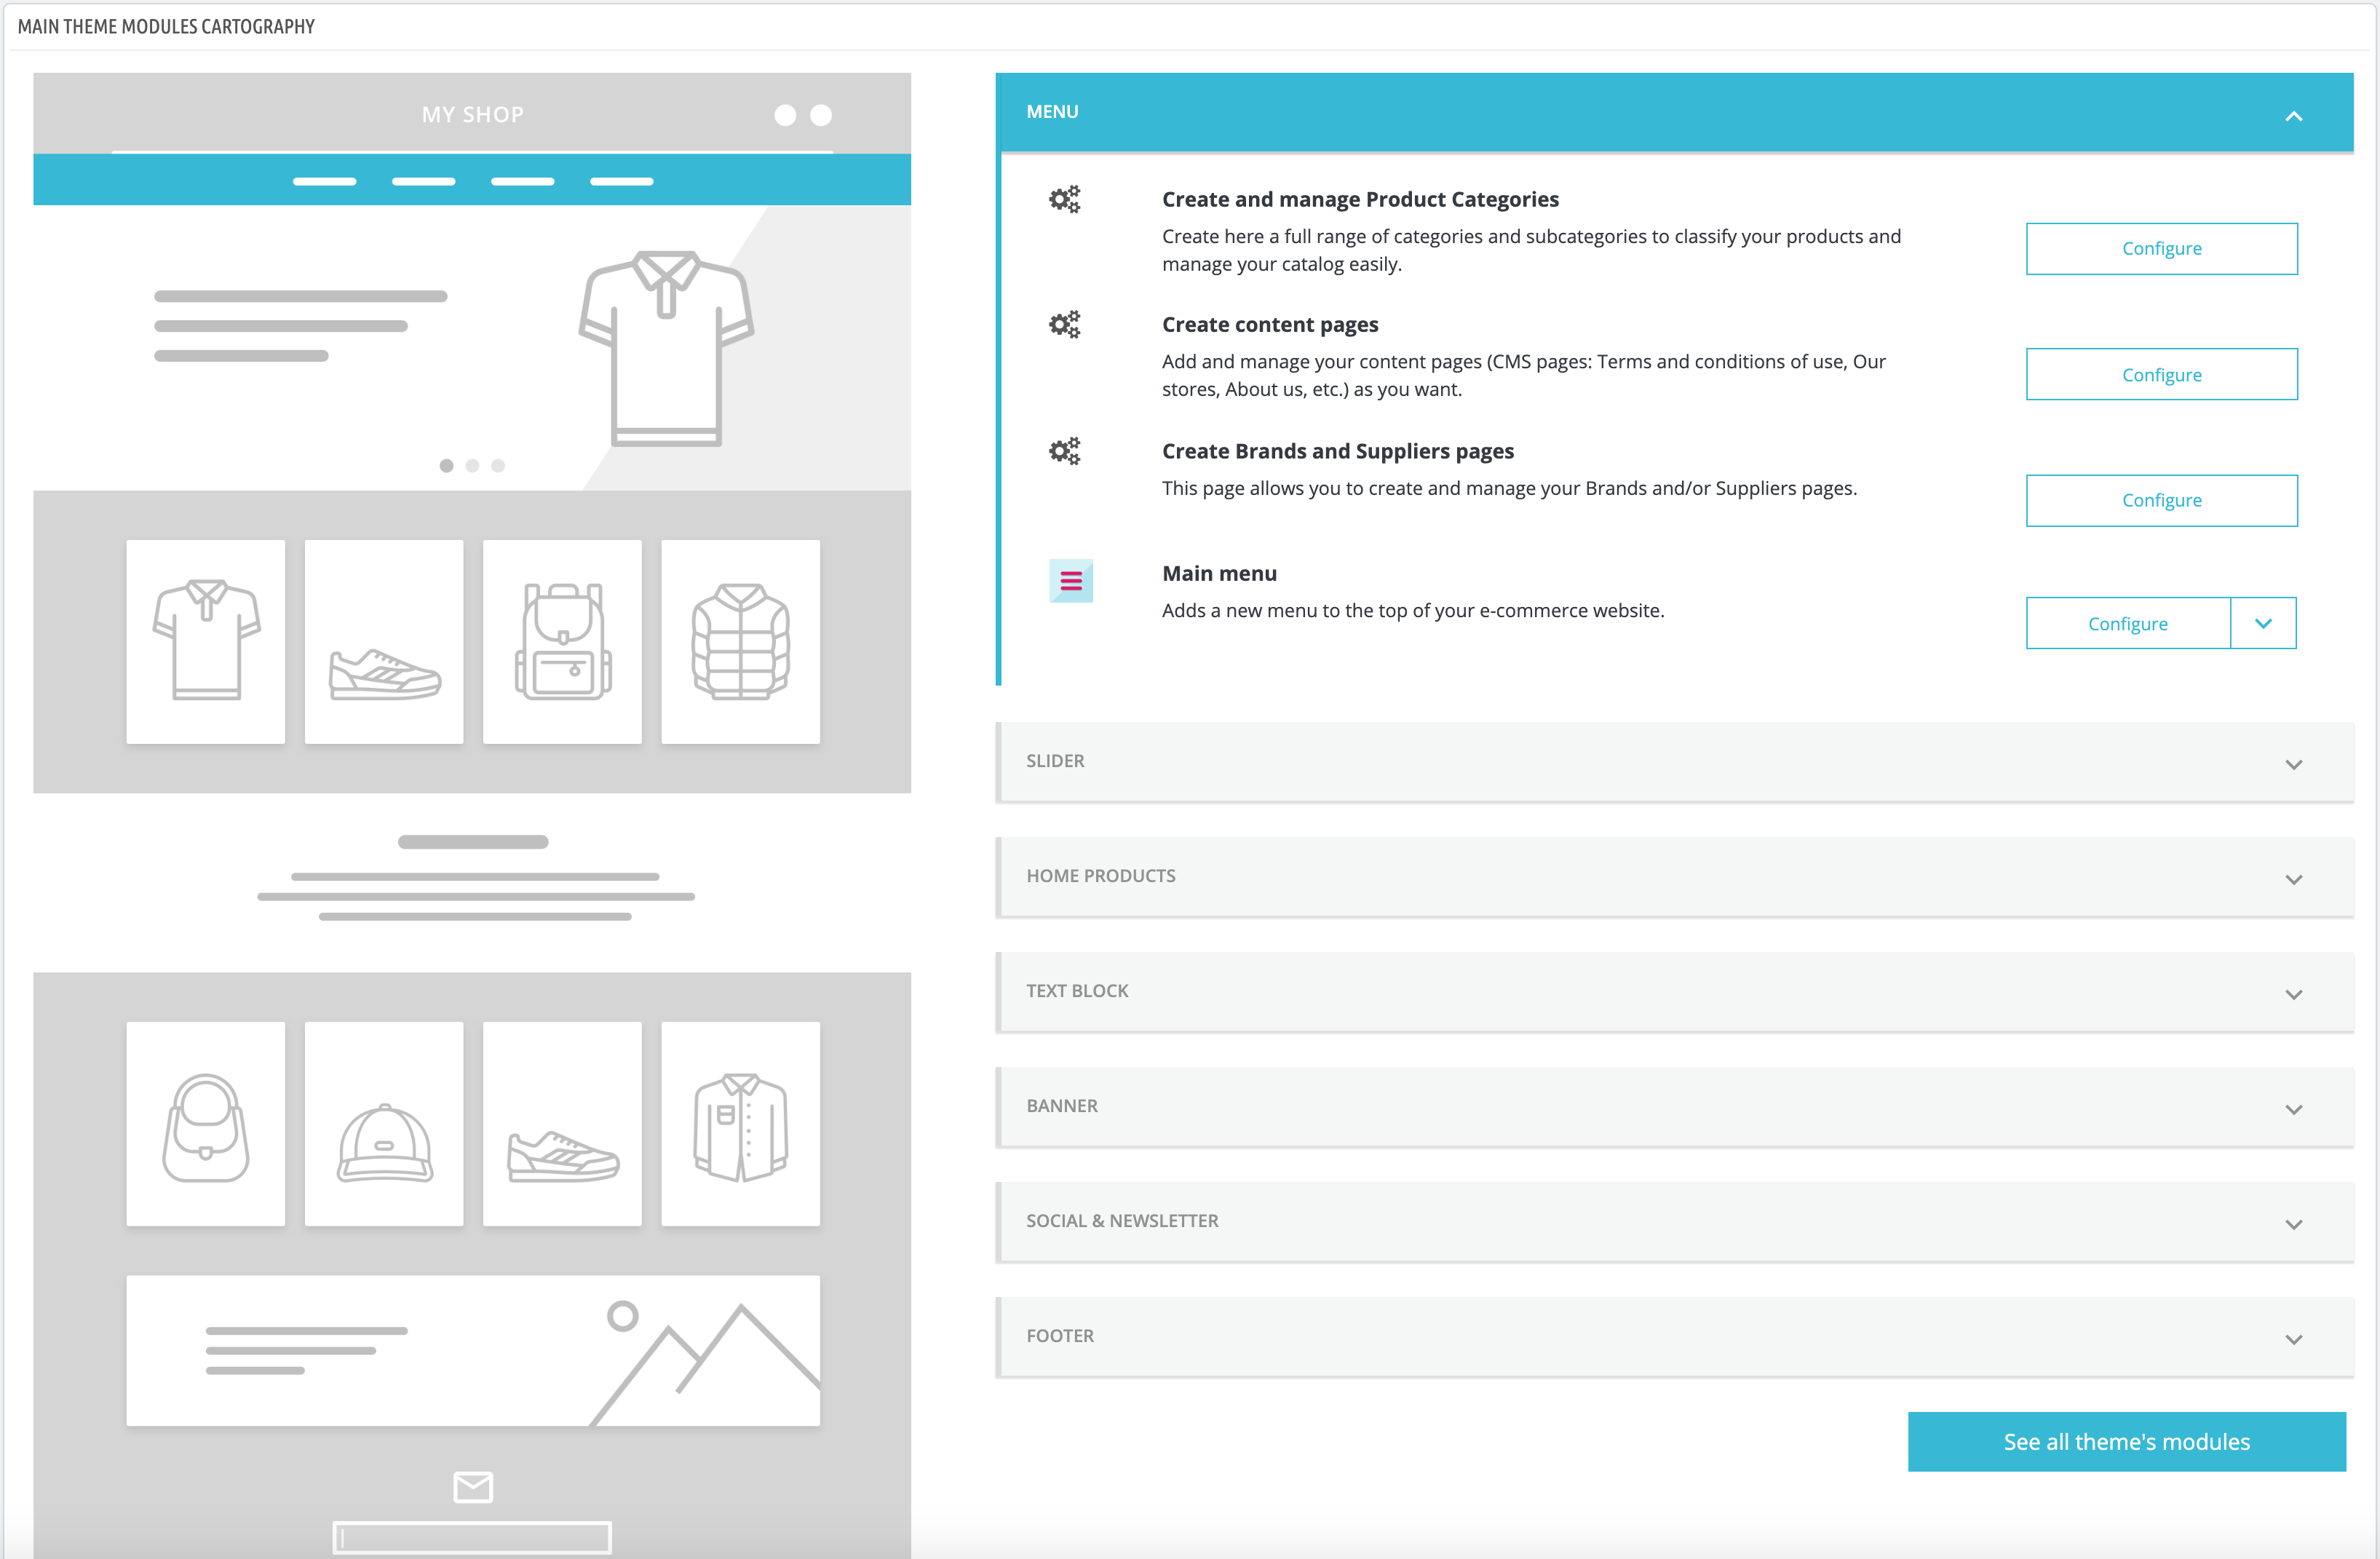 MAIN THEME MODULES CARTOGRAPHY
MY SHOP
MENU
Create and manage Product Categories
Create here a full range of categories and subcategories to classify your products and
manage your catalog easily.
Configure
Create content pages
Add and manage your content pages (CMS pages: Terms and conditions of use, Our
stores, About us, etc.) as you want.
Configure
Create Brands and Suppliers pages
This page allows you to create and manage your Brands and/or Suppliers pages.
Configure
Main menu
Adds a new menu to the top of your e-commerce website.
Configure
SLIDER
HOME PRODUCTS
TEXT BLOCK
BANNER
SOCIAL & NEWSLETTER
FOOTER
See all theme's modules